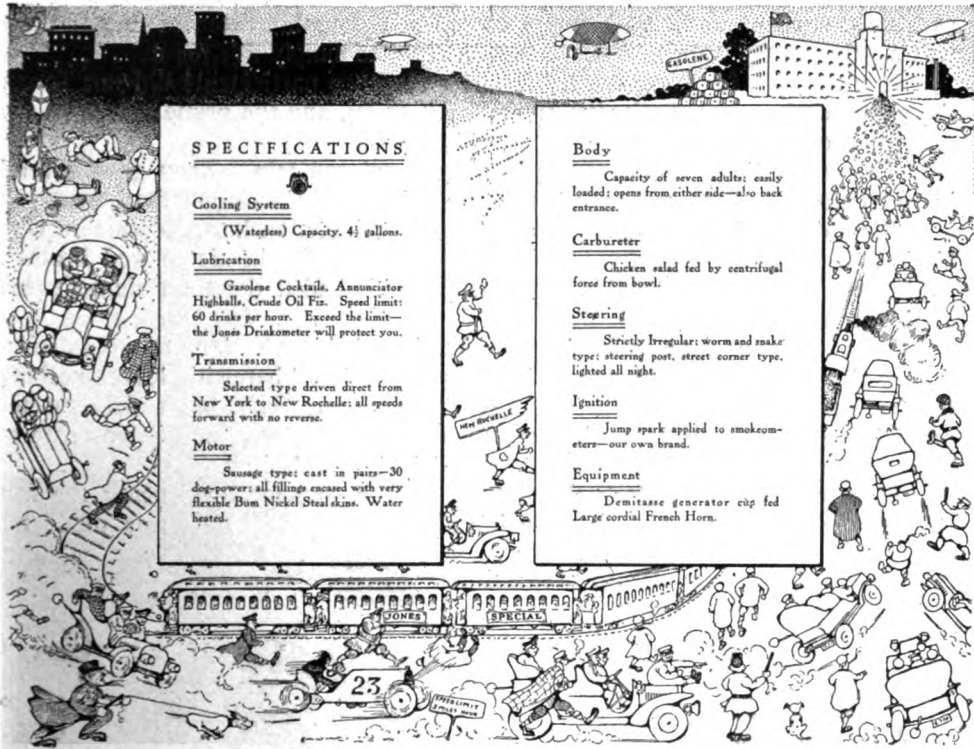 SPECIFICATIONS
Cooling System
(Waterless) Capacity, 4½ gallons.
Lubrication
Gasolene Cocktails, Annunciator
Highballs, Crude Oil Fiz. Speed limit:
60 drinks per hour. Exceed the limit—
the Jones Drinkometer will protect you.
Transmission
Selected type driven direct from
New York to New Rochelle; all speeds
forward with no reverse.
Motor
Sausage type; cast in pairs—30
dog-power; all fillings encased with very
flexible Bum Nickel Steal skins. Water
heated.
Body
Capacity of seven adults; easily
loaded; opens from either side—also back
entrance.
Carbureter
Chicken salad fed by centrifugal
force from bowl.
Steering
Strictly Irregular; worm and snake
type; steering post, street corner type,
lighted all night.
Ignition
Jump spark applied to smokeom-
eters—our own brand.
Equipment
Demitasse generator cup fed
Large cordial French Horn.
GASOLENE
NEW ROCHELLE
JONES
SPECIAL
23
SPEED LIMIT
MILES HOUR